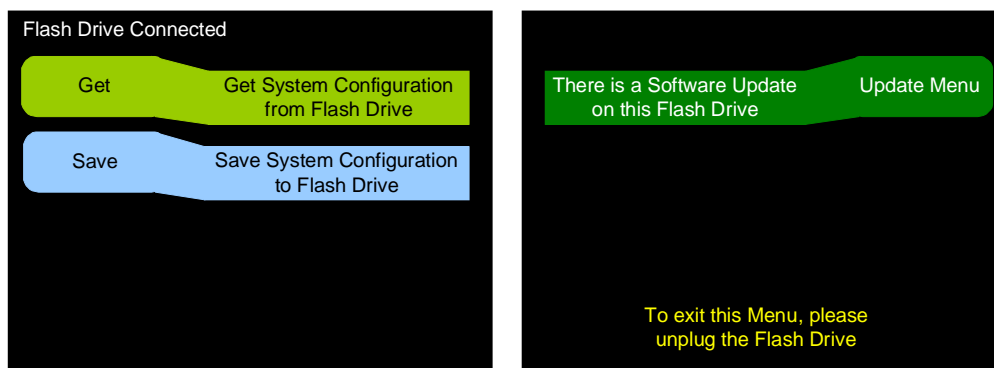 Flash Drive Connected
Get
Get System Configuration
from Flash Drive
Save
Save System Configuration
to Flash Drive
There is a Software Update
on this Flash Drive
Update Menu
To exit this Menu, please
unplug the Flash Drive